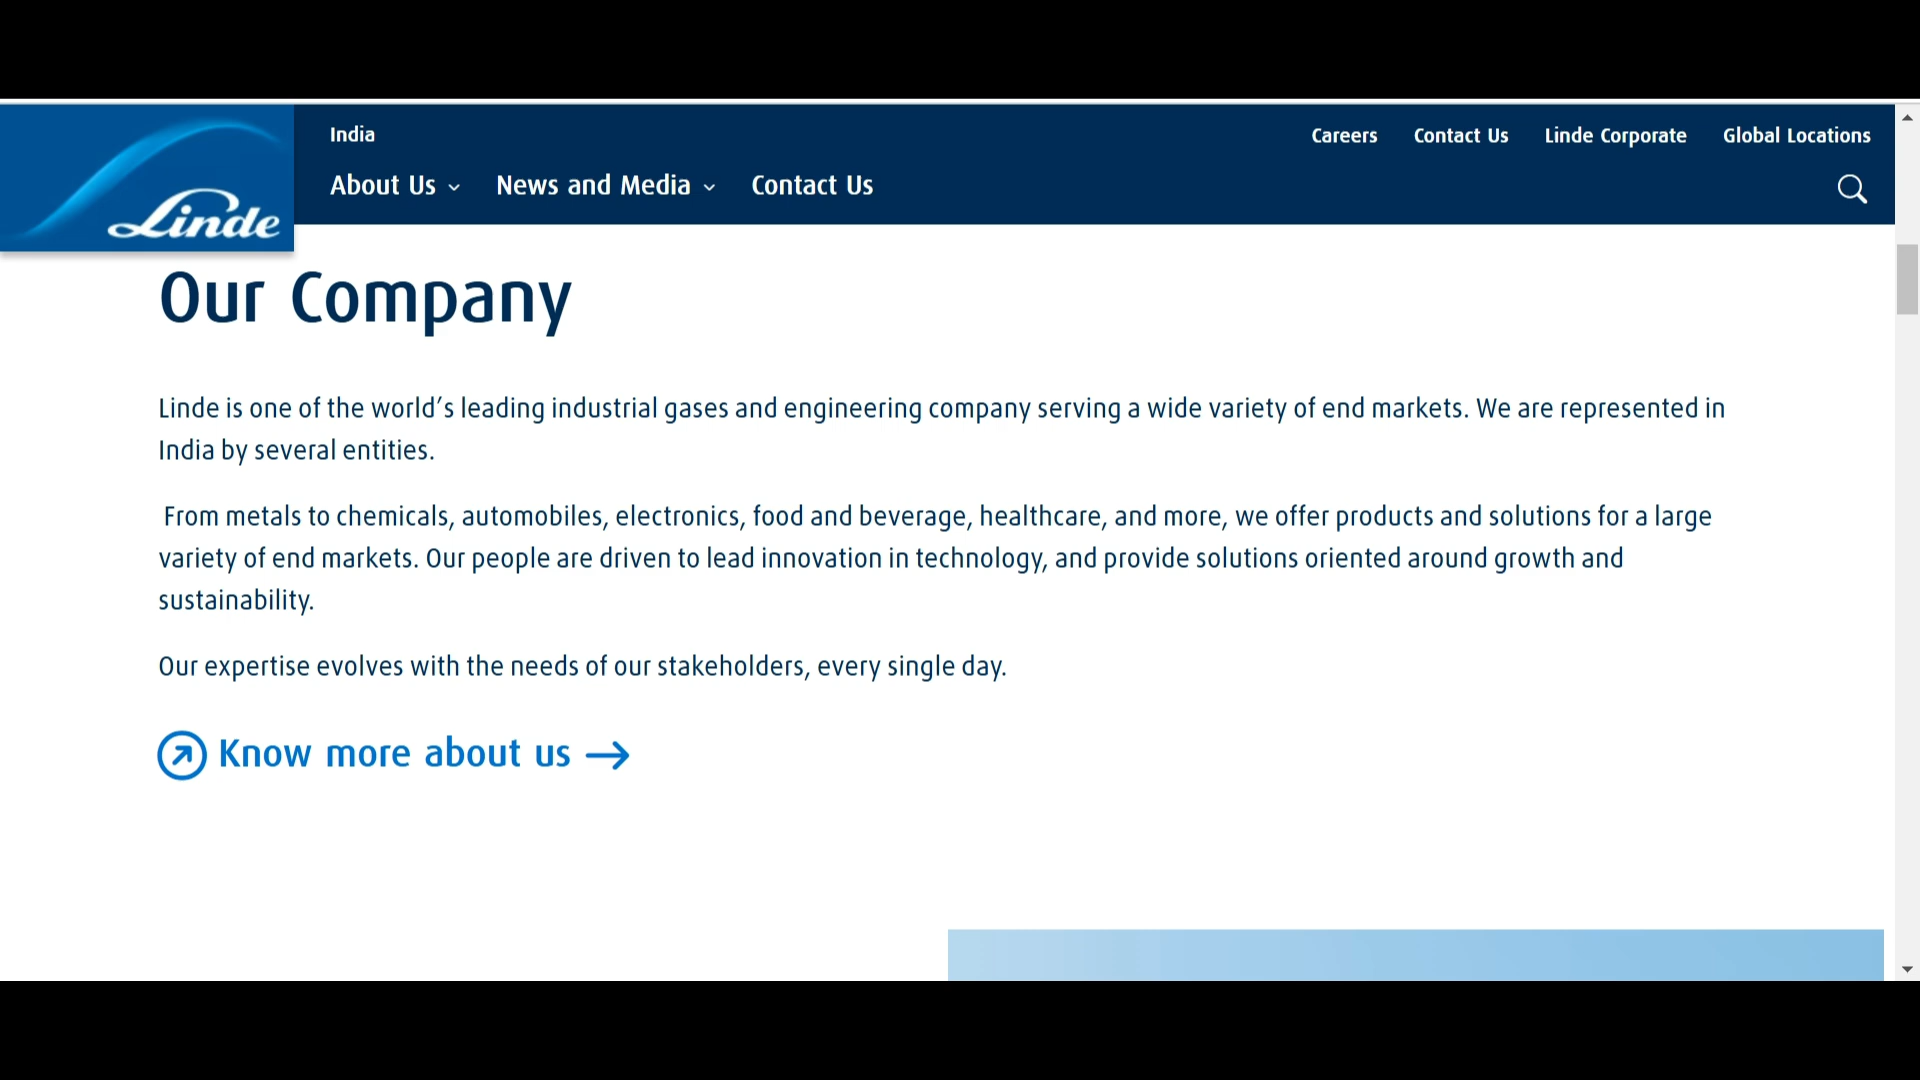 India
Careers Contact Us Linde Corporate Global Locations
About Us News and Media Contact Us
Linde
Our Company
Linde is one of the world’s leading industrial gases and engineering company serving a wide variety of end markets. We are represented in
India by several entities.
From metals to chemicals, automobiles, electronics, food and beverage, healthcare, and more, we offer products and solutions for a large
variety of end markets. Our people are driven to lead innovation in technology, and provide solutions oriented around growth and
sustainability.
Our expertise evolves with the needs of our stakeholders, every single day.
Know more about us